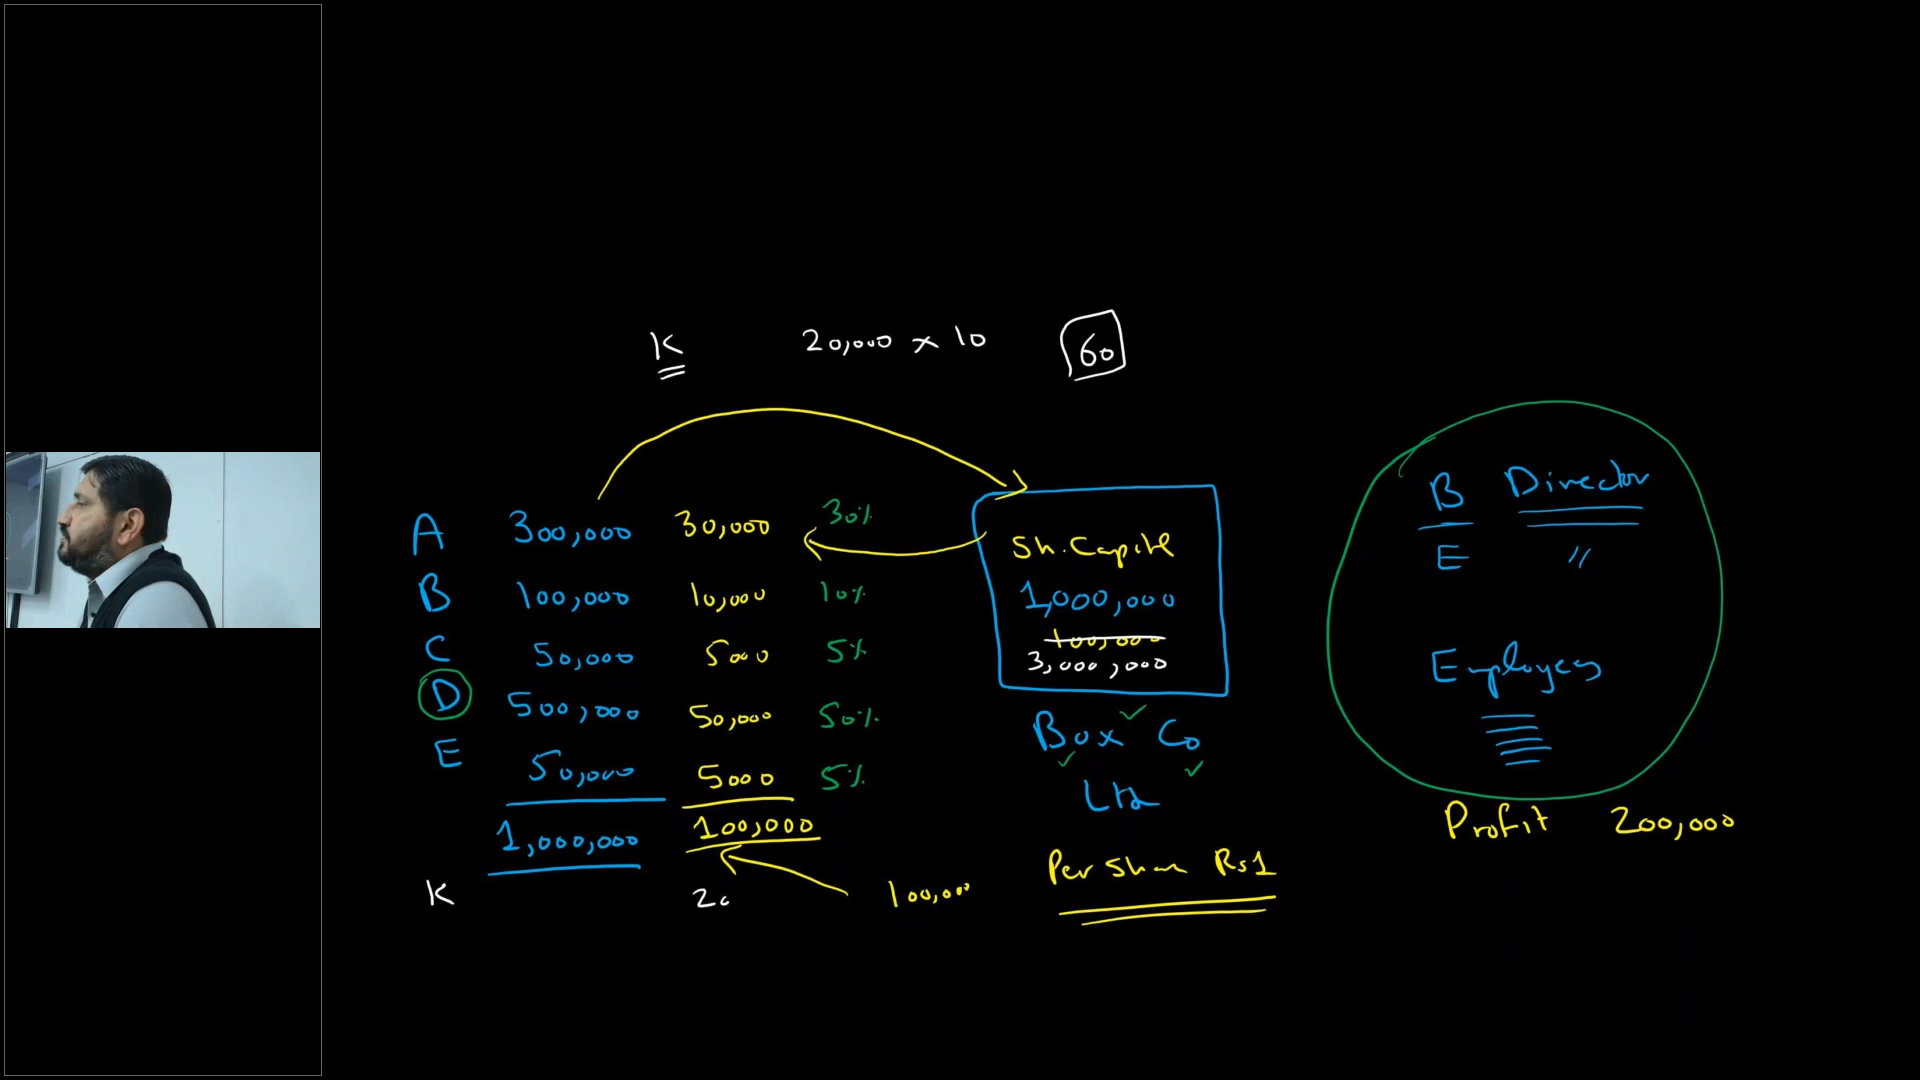 K 20,000 x 10 60
A 300,000 30,000 30%
B 100,000 10,000 10%
C 50,000 5000 5%
D 500,000 50,000 50%
E 50,000 5000 5%
1,000,000 100,000
K 20
100,000
Sh. Capital
1,000,000
100,000
3,000,000
Box Co
Ltd
Per Share Rs1
B Director
E "
Employees
Profit 200,000